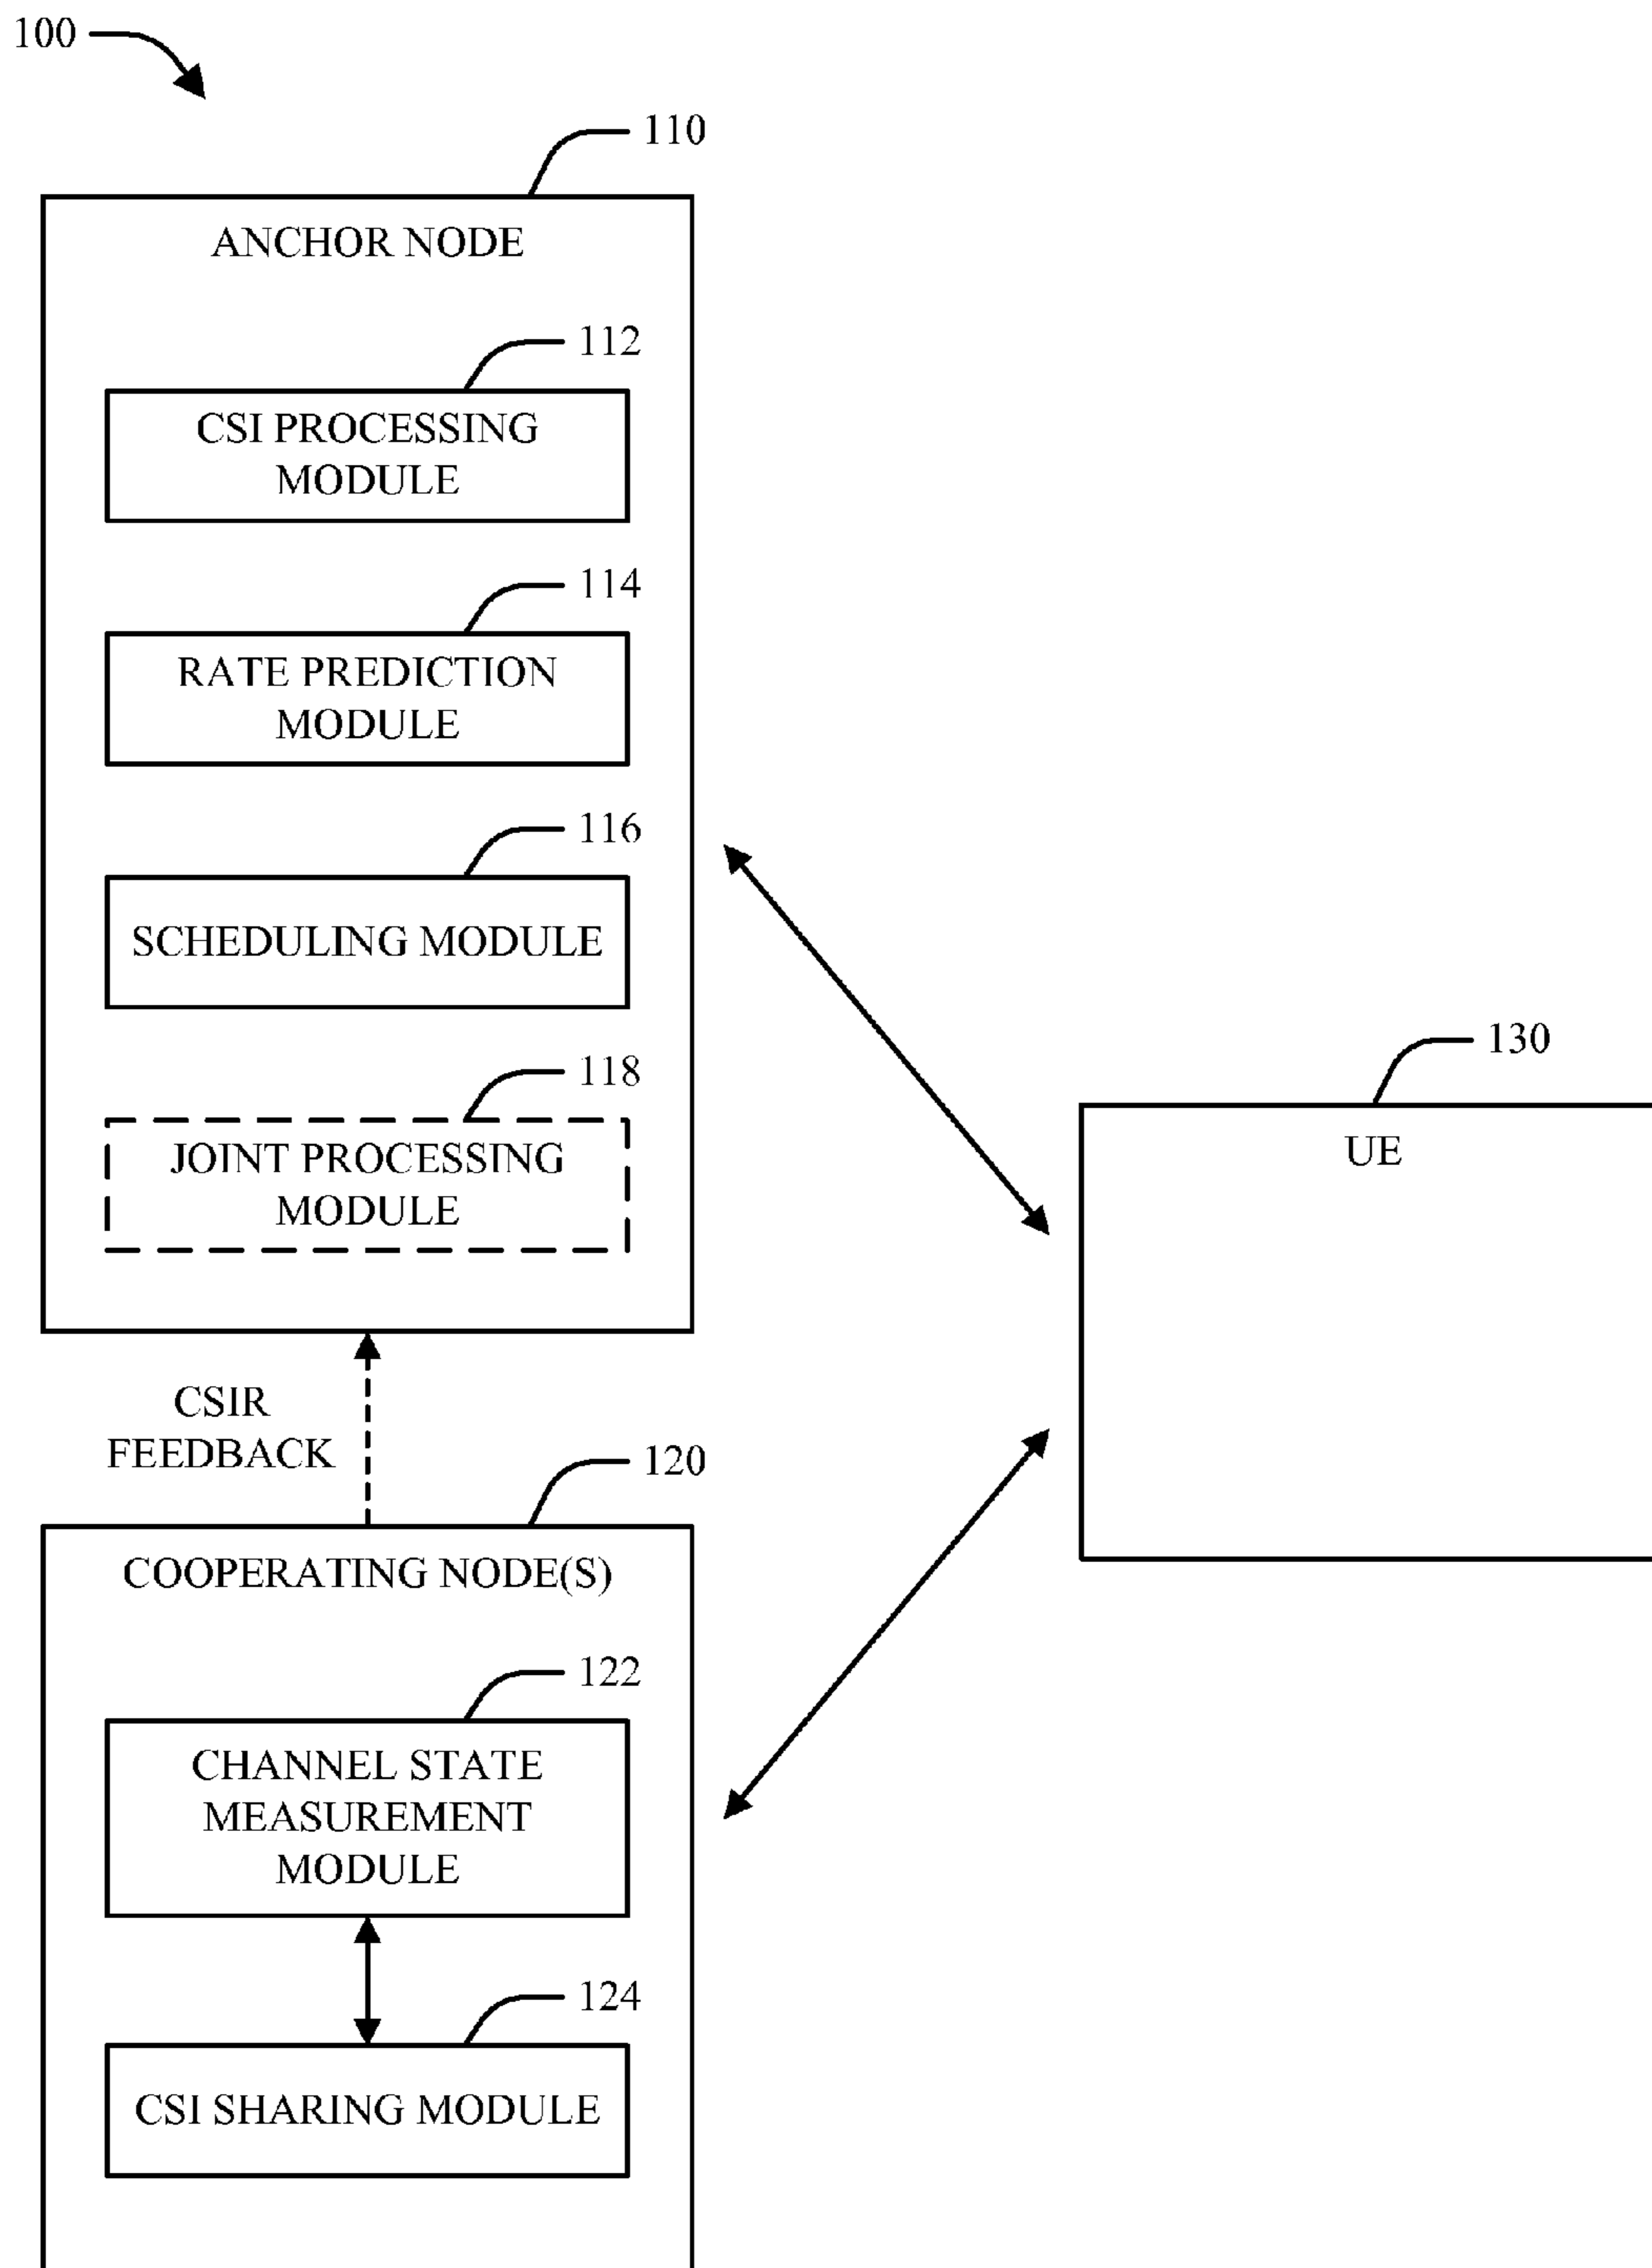 100
110
ANCHOR NODE
112
CSI PROCESSING
MODULE
114
RATE PREDICTION
MODULE
116
SCHEDULING MODULE
118
JOINT PROCESSING
MODULE
130
UE
CSIR
FEEDBACK
120
COOPERATING NODE(S)
122
CHANNEL STATE
MEASUREMENT
MODULE
124
CSI SHARING MODULE